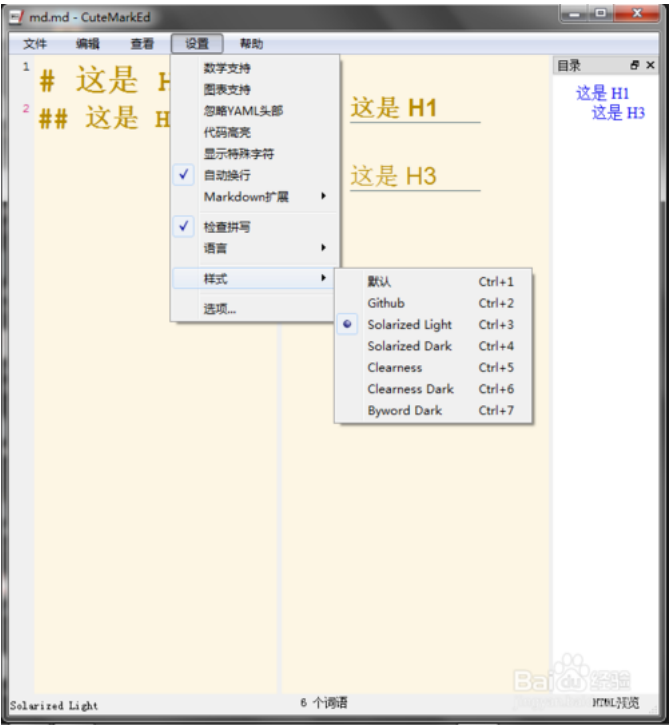 md.md - CuteMarkEd
文件 编辑 查看 设置 帮助
1 # 这是 H
2 ## 这是 H
数学支持
图表支持
忽略YAML头部
代码高亮
显示特殊字符
自动换行
Markdown扩展
检查拼写
语言
样式
选项...
默认 Ctrl+1
Github Ctrl+2
Solarized Light Ctrl+3
Solarized Dark Ctrl+4
Clearness Ctrl+5
Clearness Dark Ctrl+6
Byword Dark Ctrl+7
这是 H1
这是 H3
目录
这是 H1
这是 H3
Baidu 经验
Solarized Light 6 个词语 HTML预览